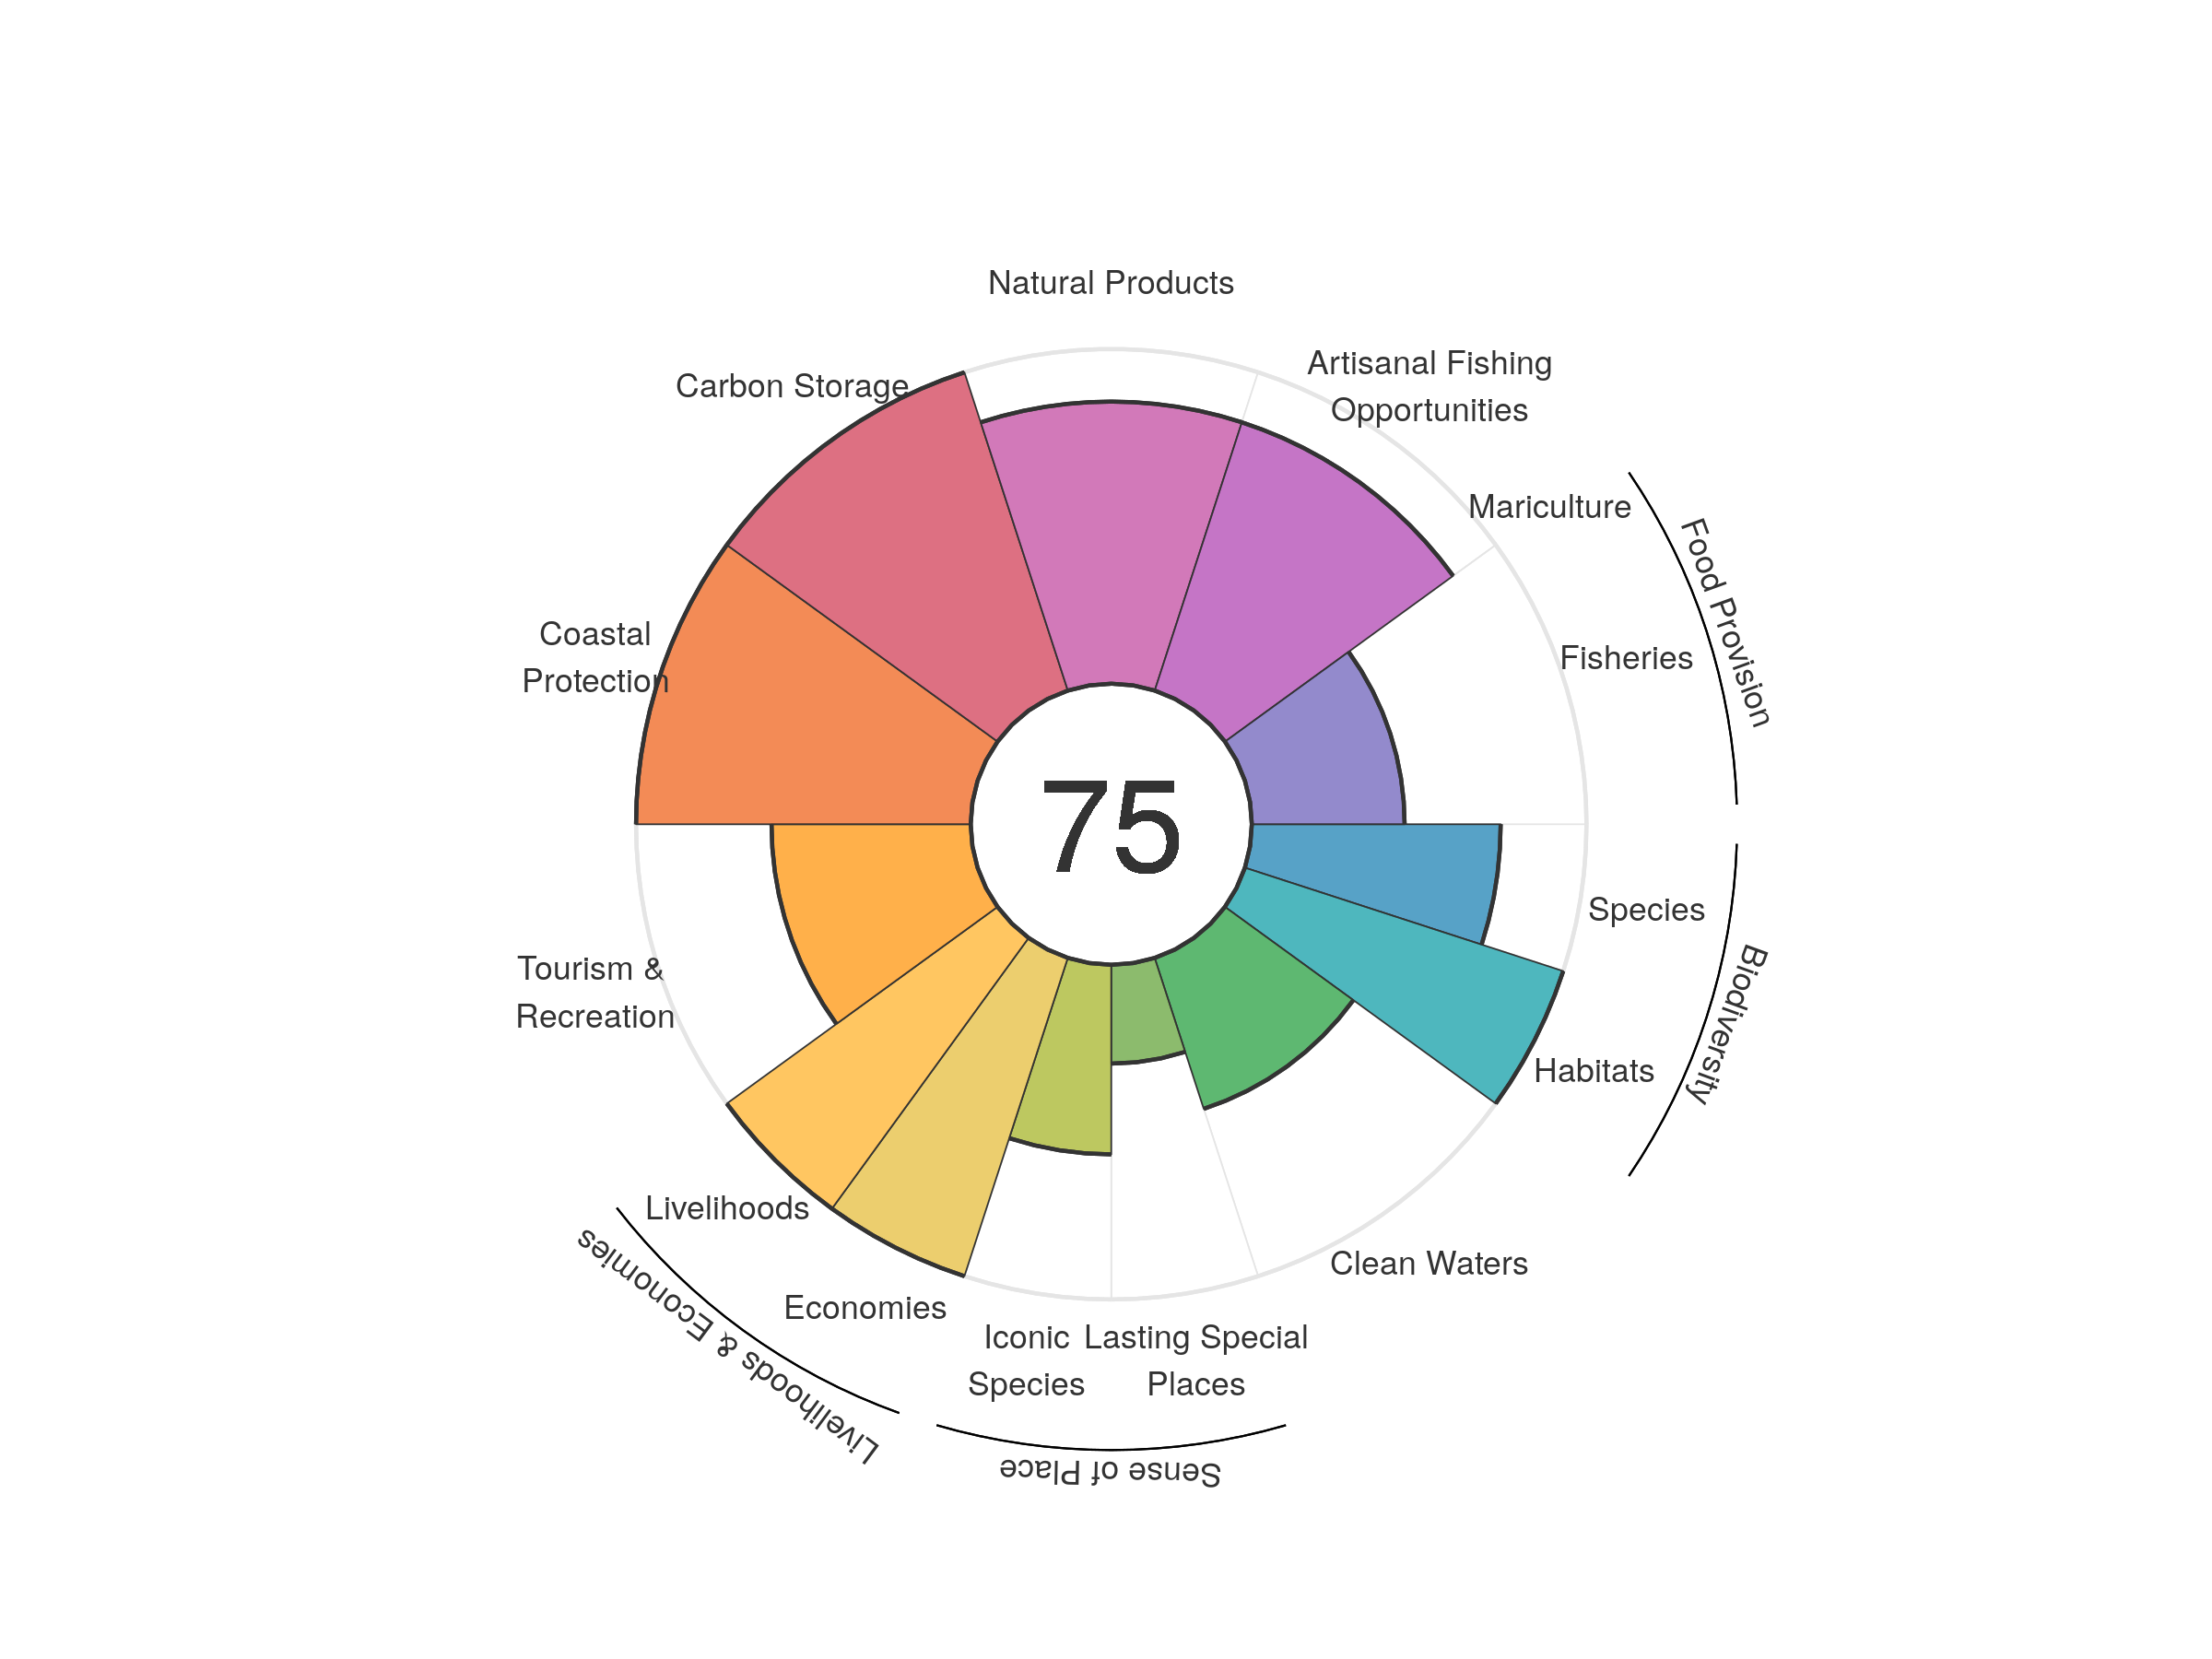 Natural Products
Artisanal Fishing
Opportunities
Carbon Storage
Mariculture
Food Provision
Fisheries
Coastal
Protection
75
Species
Biodiversity
Tourism &
Recreation
Habitats
Livelihoods
Clean Waters
Livelihoods & Economies
Economies
Iconic
Species
Lasting Special
Places
Sense of Place